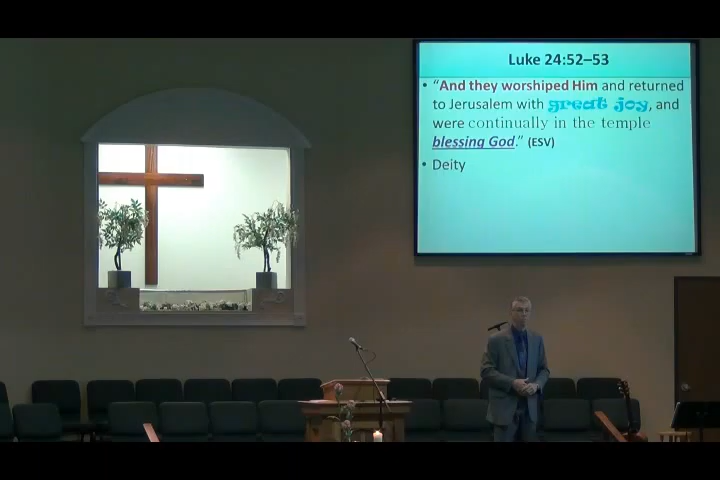 Luke 24:52–53
• “And they worshiped Him and returned
to Jerusalem with great joy, and
were continually in the temple
blessing God.” (ESV)
• Deity